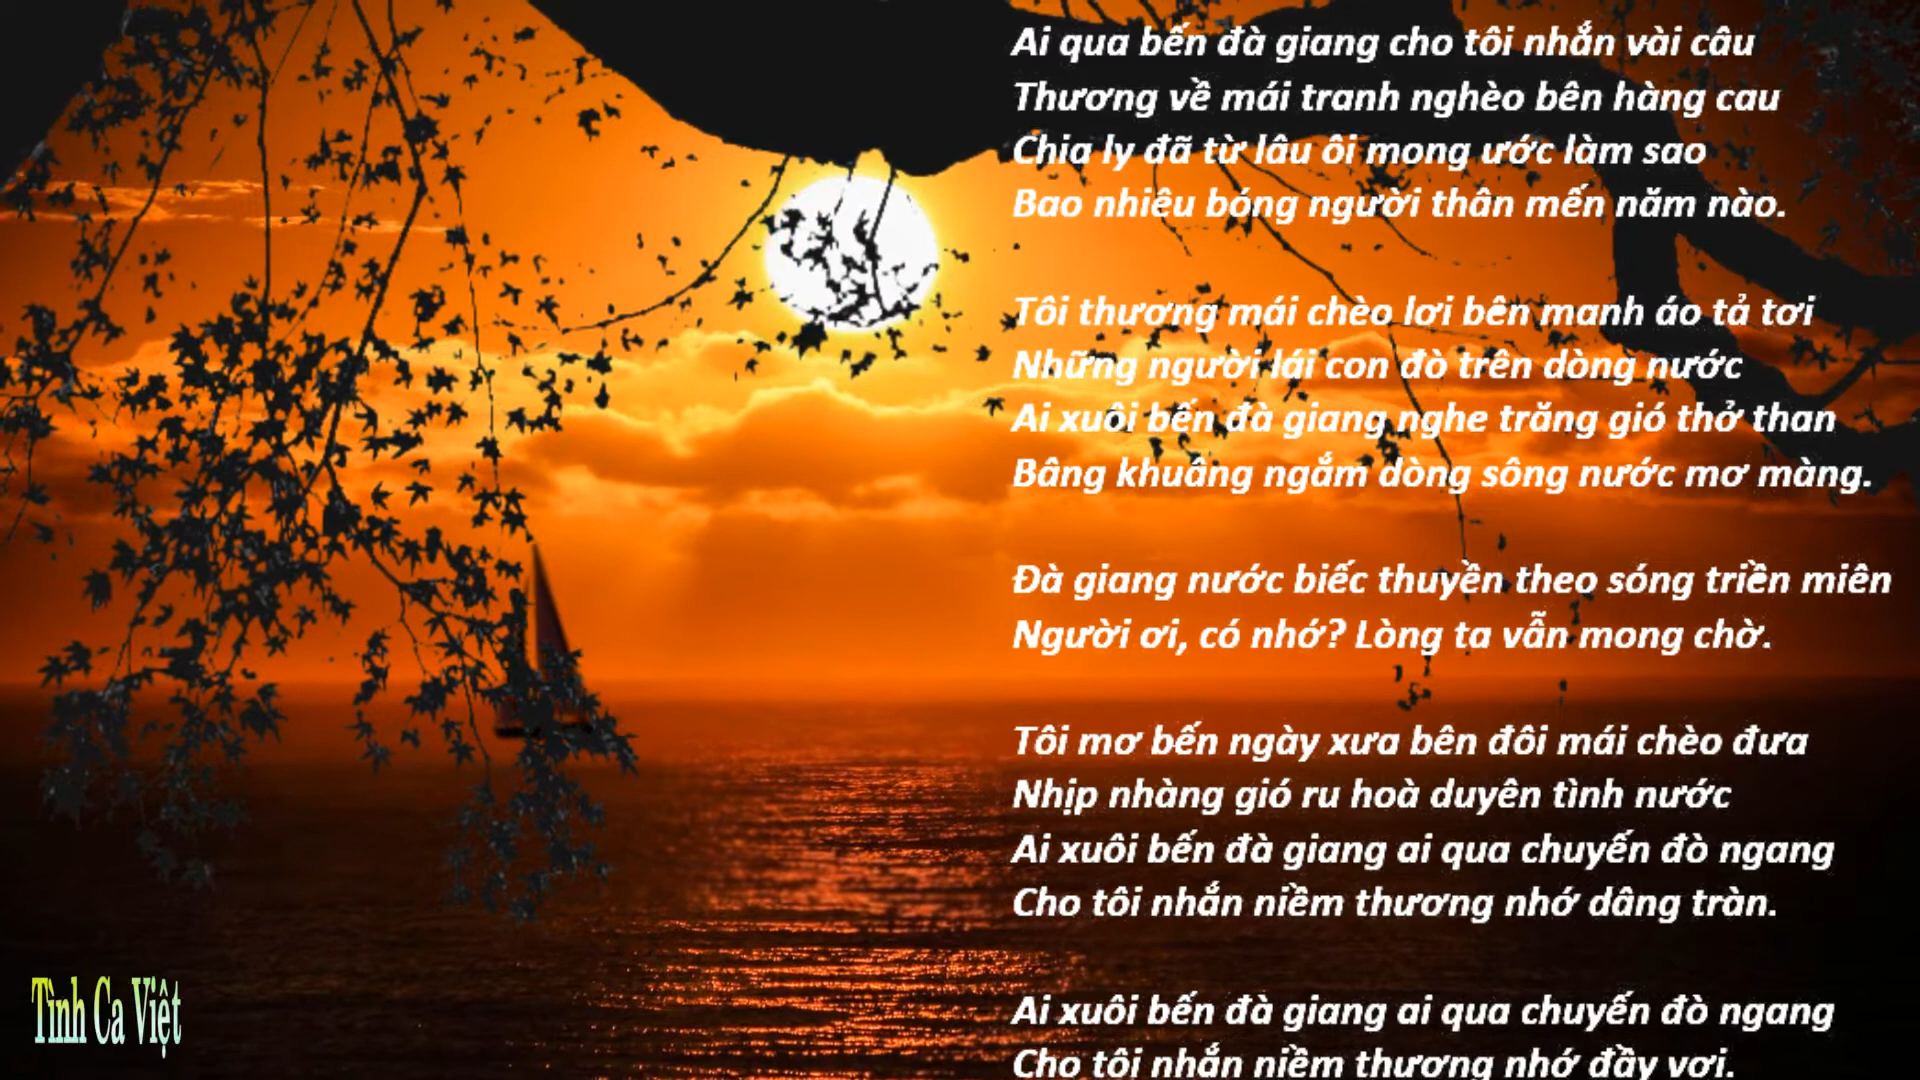 Ai qua bến đà giang cho tôi nhắn vài câu
Thương về mái tranh nghèo bên hàng cau
Chia ly đã từ lâu ôi mong ước làm sao
Bao nhiêu bóng người thân mến năm nào.
Tôi thương mái chèo lơi bên manh áo tả tơi
Những người lái con đò trên dòng nước
Ai xuôi bến đà giang nghe trăng gió thở than
Bâng khuâng ngắm dòng sông nước mơ màng.
Đà giang nước biếc thuyền theo sóng triền miên
Người ơi, có nhớ? Lòng ta vẫn mong chờ.
Tôi mơ bến ngày xưa bên đôi mái chèo đưa
Nhịp nhàng gió ru hoà duyên tình nước
Ai xuôi bến đà giang ai qua chuyến đò ngang
Cho tôi nhắn niềm thương nhớ dâng tràn.
Ai xuôi bến đà giang ai qua chuyến đò ngang
Cho tôi nhắn niềm thương nhớ đầy vơi.
Tình Ca Việt